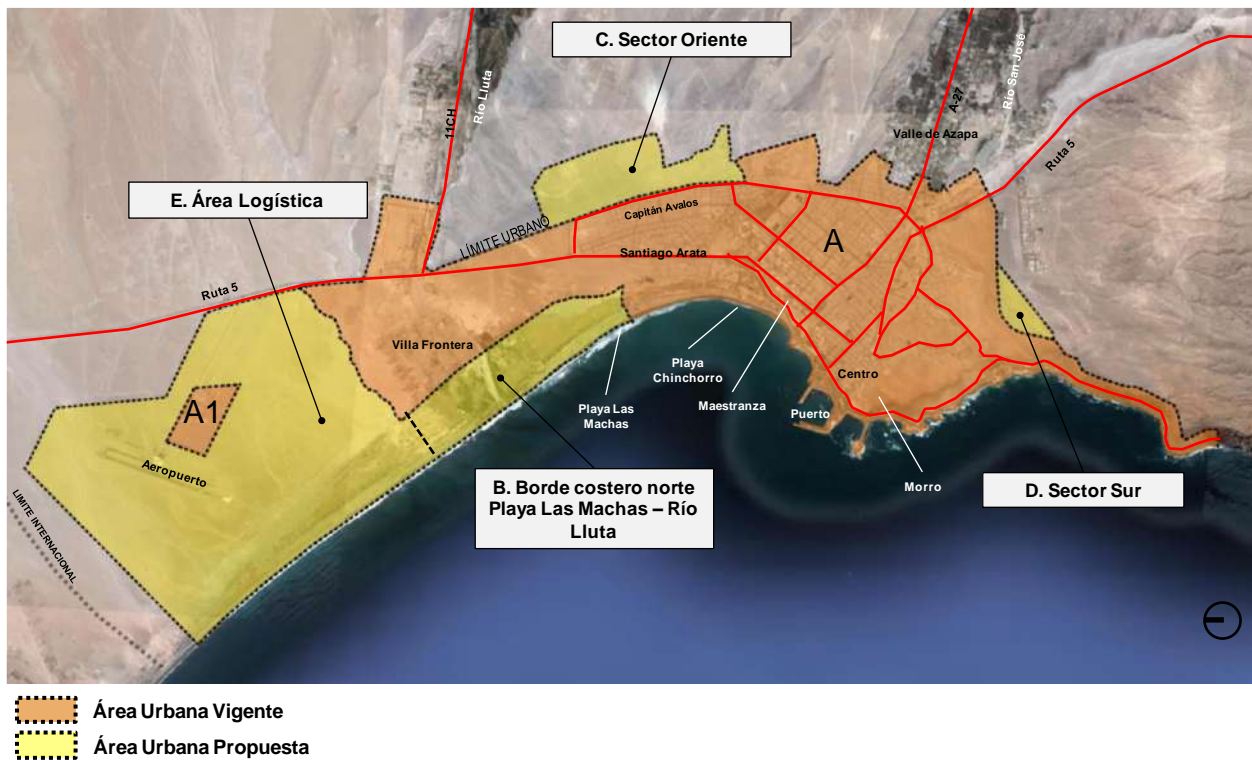 C. Sector Oriente
Río Lluta
11CH
A-27
Río San José
Valle de Azapa
Ruta 5
E. Área Logística
LÍMITE URBANO
Capitán Avalos
A
Santiago Arata
Ruta 5
Villa Frontera
A1
Playa
Chinchorro
Centro
Maestranza
Playa Las
Machas
Puerto
Aeropuerto
Morro
B. Borde costero norte
Playa Las Machas – Río
Lluta
D. Sector Sur
LÍMITE INTERNACIONAL
Área Urbana Vigente
Área Urbana Propuesta